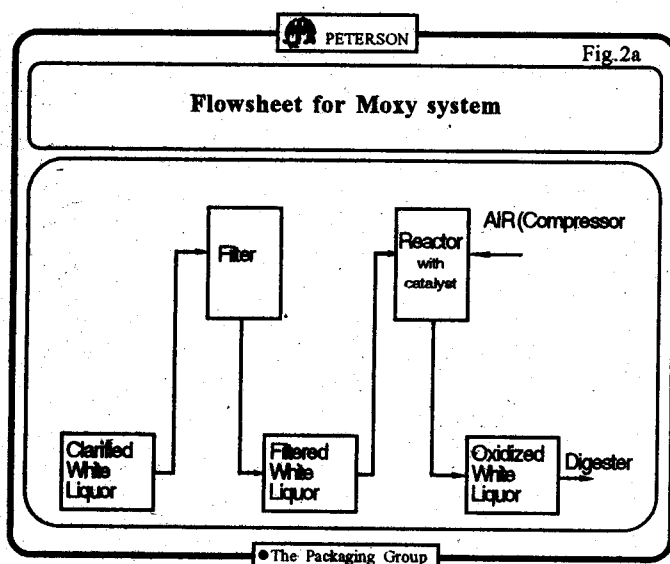 PETERSON
Fig.2a
Flowsheet for Moxy system
Filter
Reactor
with
catalyst
AIR(Compressor
Clarified
White
Liquor
Filtered
White
Liquor
Oxidized
White
Liquor
Digester
●The Packaging Group